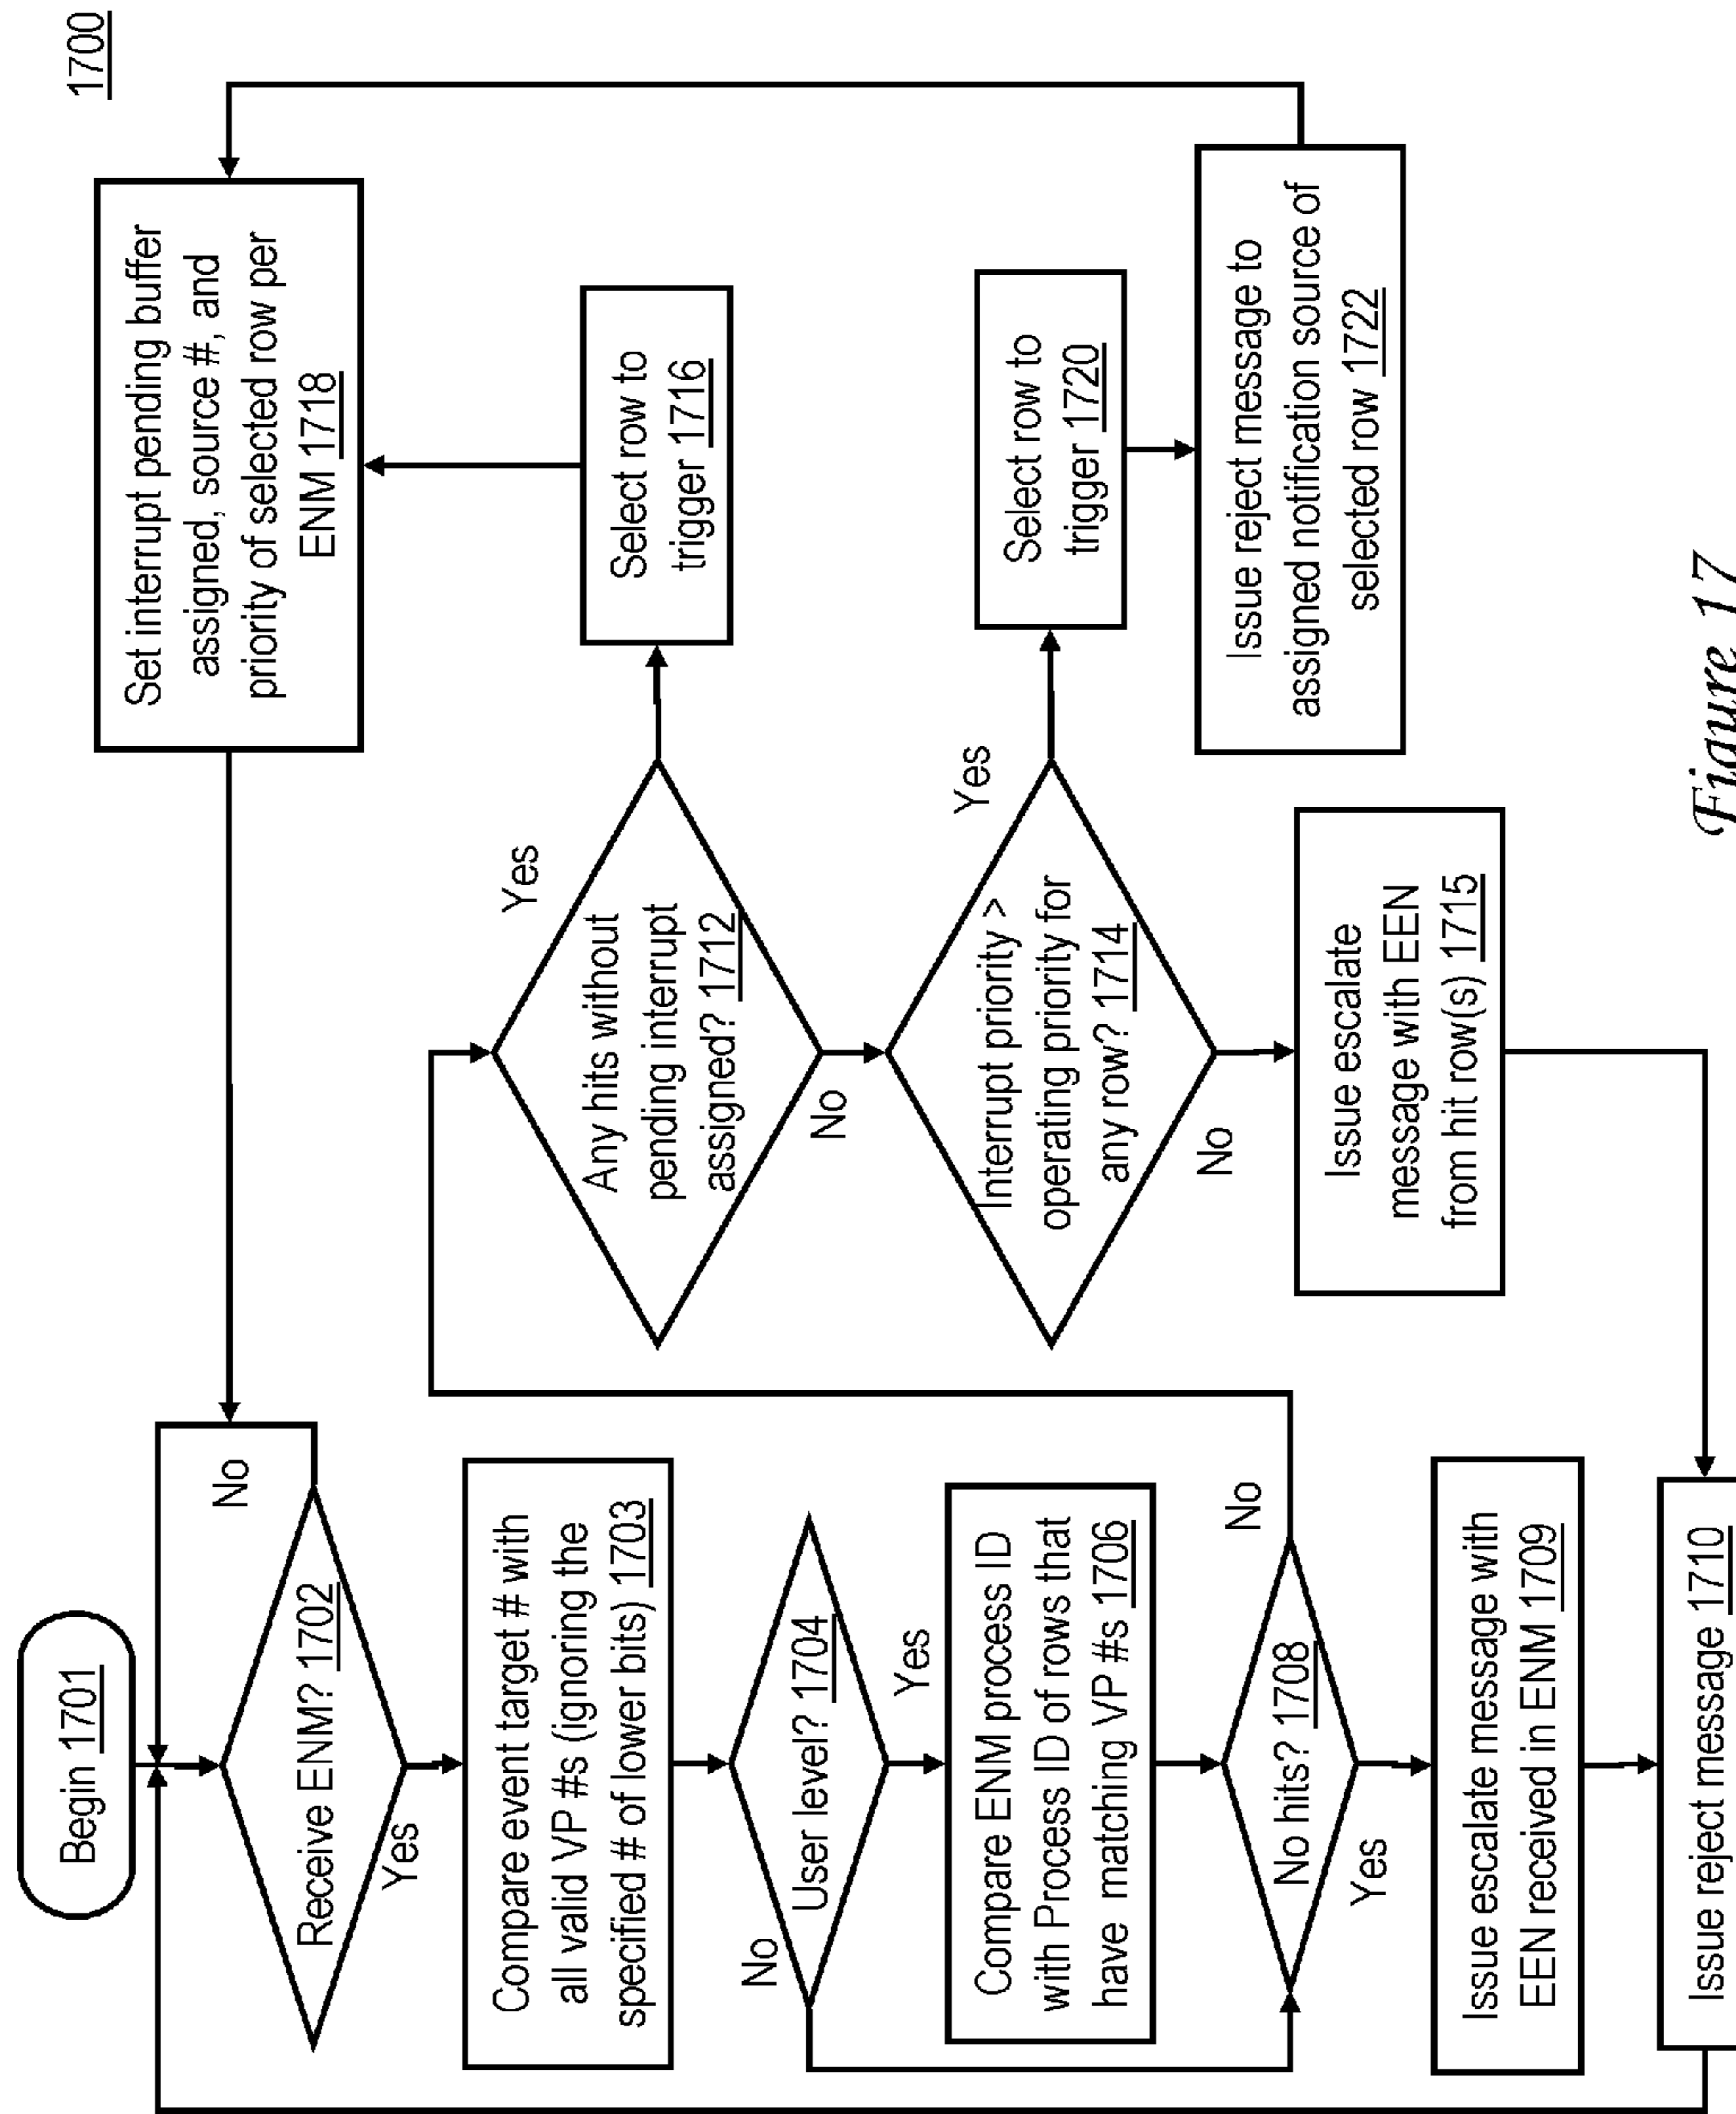 1700
Begin 1701
Receive ENM? 1702
No
Yes
Compare event target # with
all valid VP #s (ignoring the
specified # of lower bits) 1703
User level? 1704
No
Yes
Compare ENM process ID
with Process ID of rows that
have matching VP #s 1706
No hits? 1708
No
Yes
Issue escalate message with
EEN received in ENM 1709
Issue reject message 1710
Any hits without
pending interrupt
assigned? 1712
Yes
No
Interrupt priority >
operating priority for
any row? 1714
Yes
No
Issue escalate
message with EEN
from hit row(s) 1715
Select row to
trigger 1716
Set interrupt pending buffer
assigned, source #, and
priority of selected row per
ENM 1718
Select row to
trigger 1720
Issue reject message to
assigned notification source of
selected row 1722
Figure 17